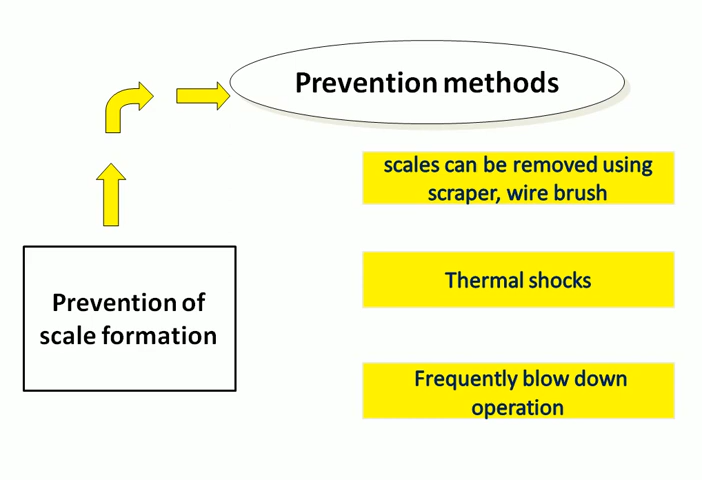 Prevention methods
scales can be removed using
scraper, wire brush
Thermal shocks
Prevention of
scale formation
Frequently blow down
operation